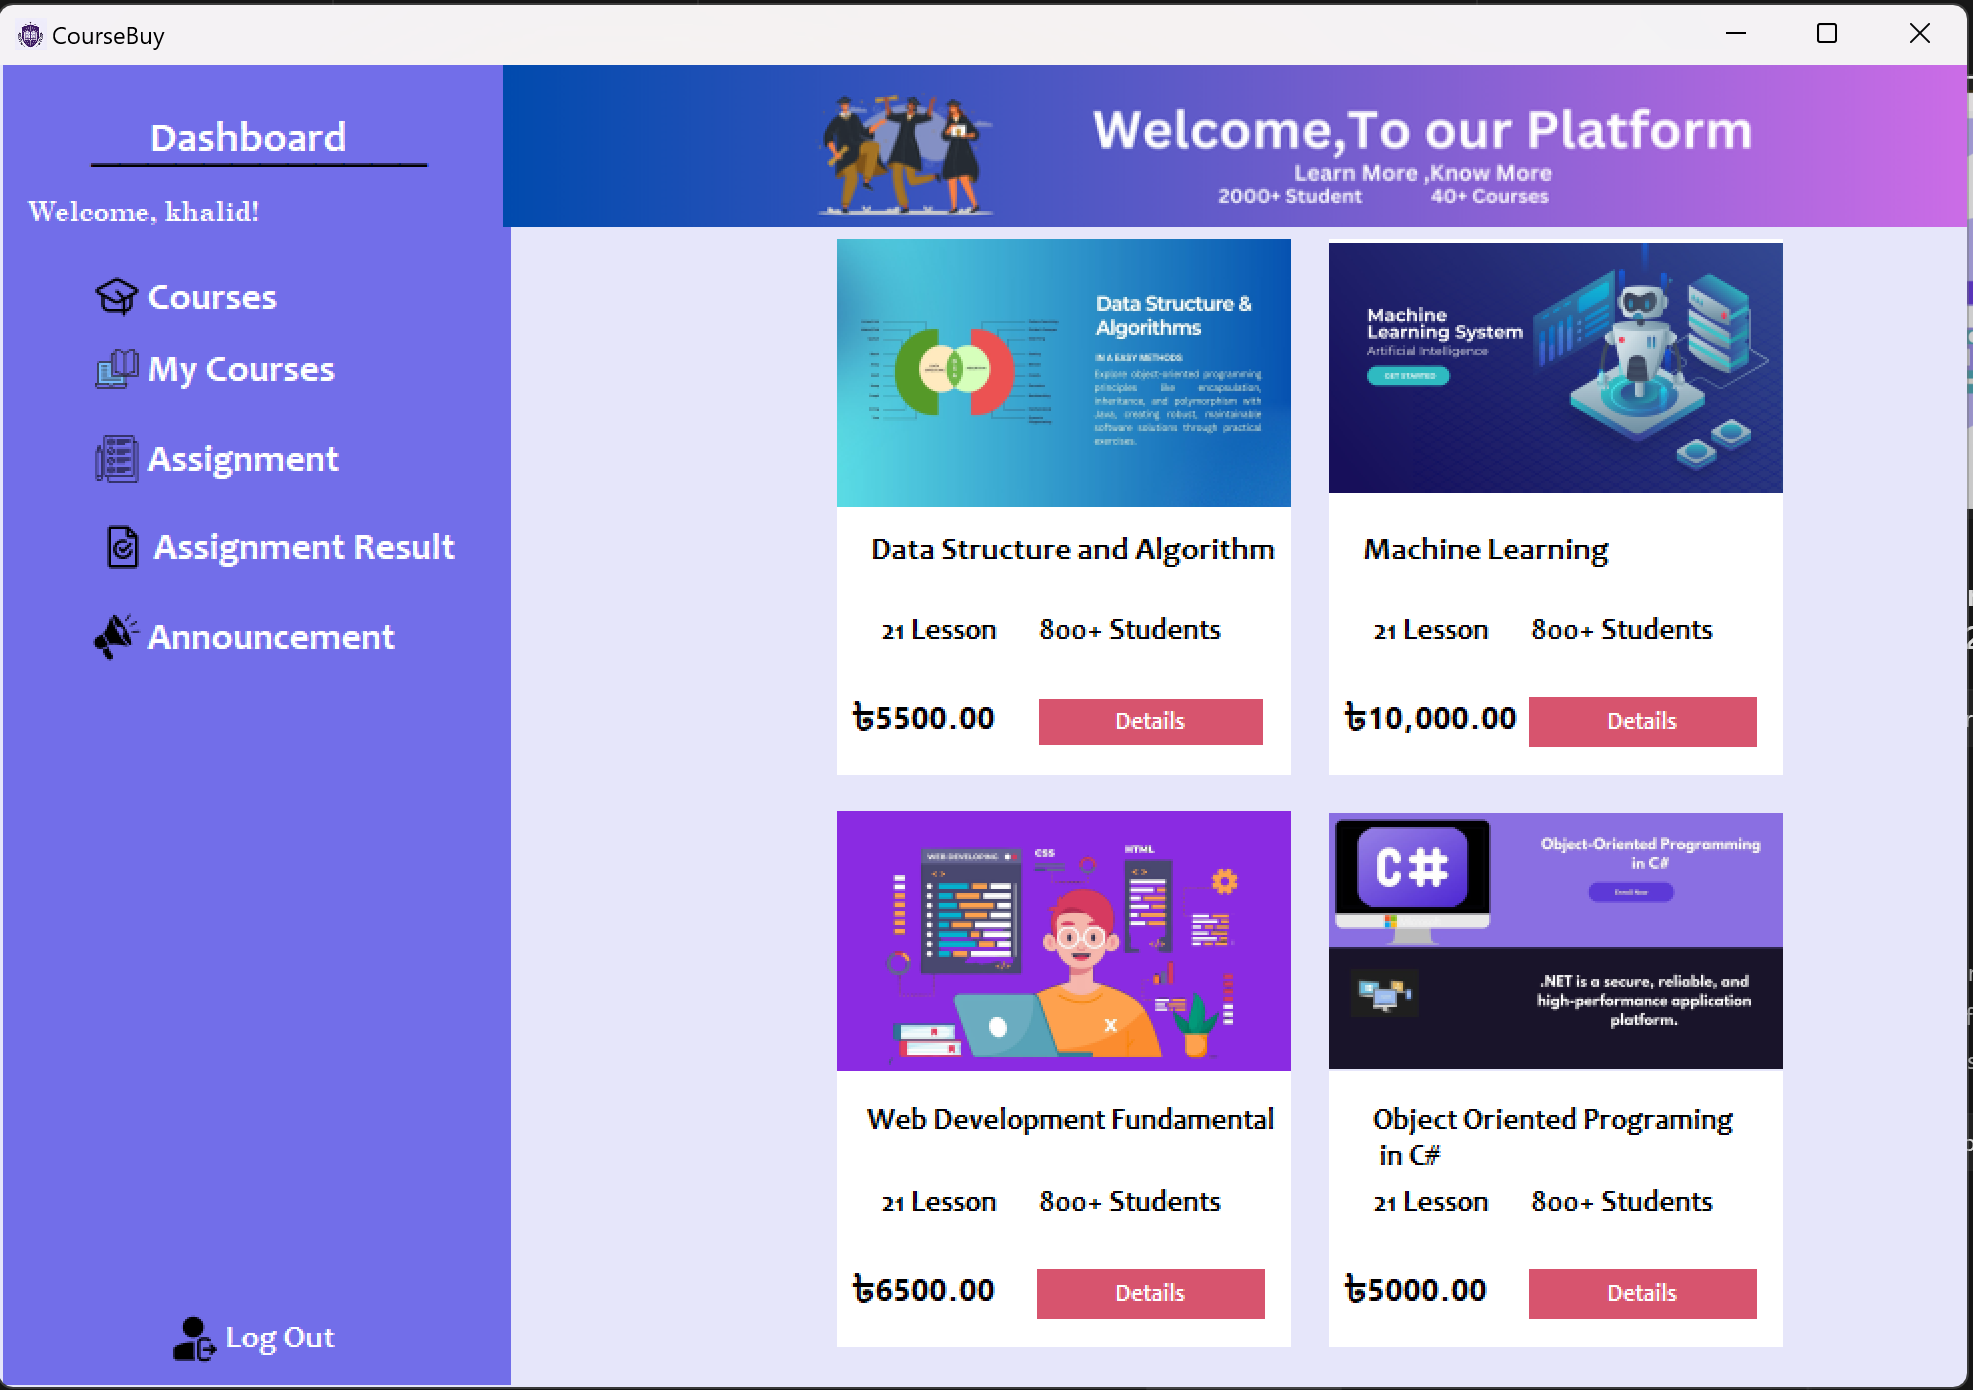 CourseBuy
Dashboard
Welcome, khalid!
Courses
My Courses
Assignment
Assignment Result
Announcement
Log Out
Welcome,To our Platform
Learn More ,Know More
2000+ Student 40+ Courses
Data Structure &
Algorithms
IN A EASY METHODS
Explore object-oriented programming
principles like encapsulation,
inheritance, and polymorphism with
Java, creating robust, maintainable
software solutions through practical
exercises.
Data Structure and Algorithm
21 Lesson 800+ Students
৳5500.00 Details
Machine
Learning System
Artificial Intelligence
GET STARTED
Machine Learning
21 Lesson 800+ Students
৳10,000.00 Details
WEB DEVELOPING
CSS
HTML
< >
< >
</>
</>
X
Web Development Fundamental
21 Lesson 800+ Students
৳6500.00 Details
C#
Object-Oriented Programming
in C#
Enroll Now
.NET is a secure, reliable, and
high-performance application
platform.
Object Oriented Programing
in C#
21 Lesson 800+ Students
৳5000.00 Details